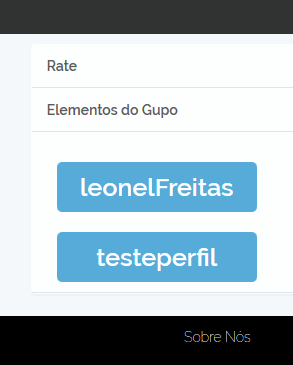 Rate
Elementos do Gupo
leonelFreitas
testeperfil
Sobre Nós